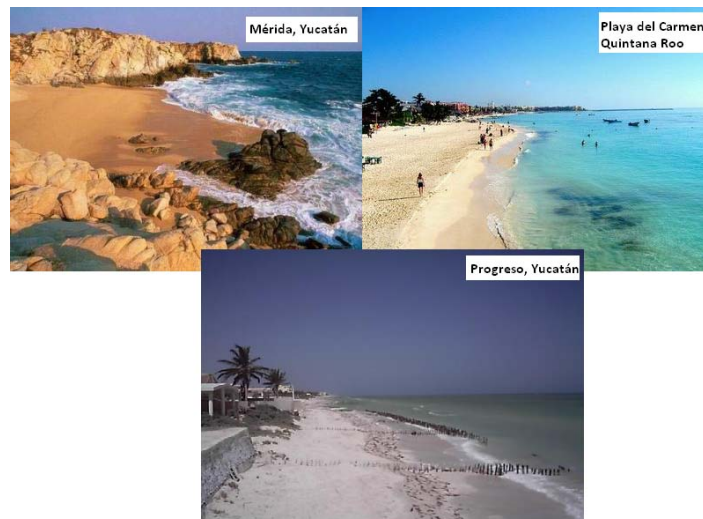 Mérida, Yucatán
Playa del Carmen
Quintana Roo
Progreso, Yucatán